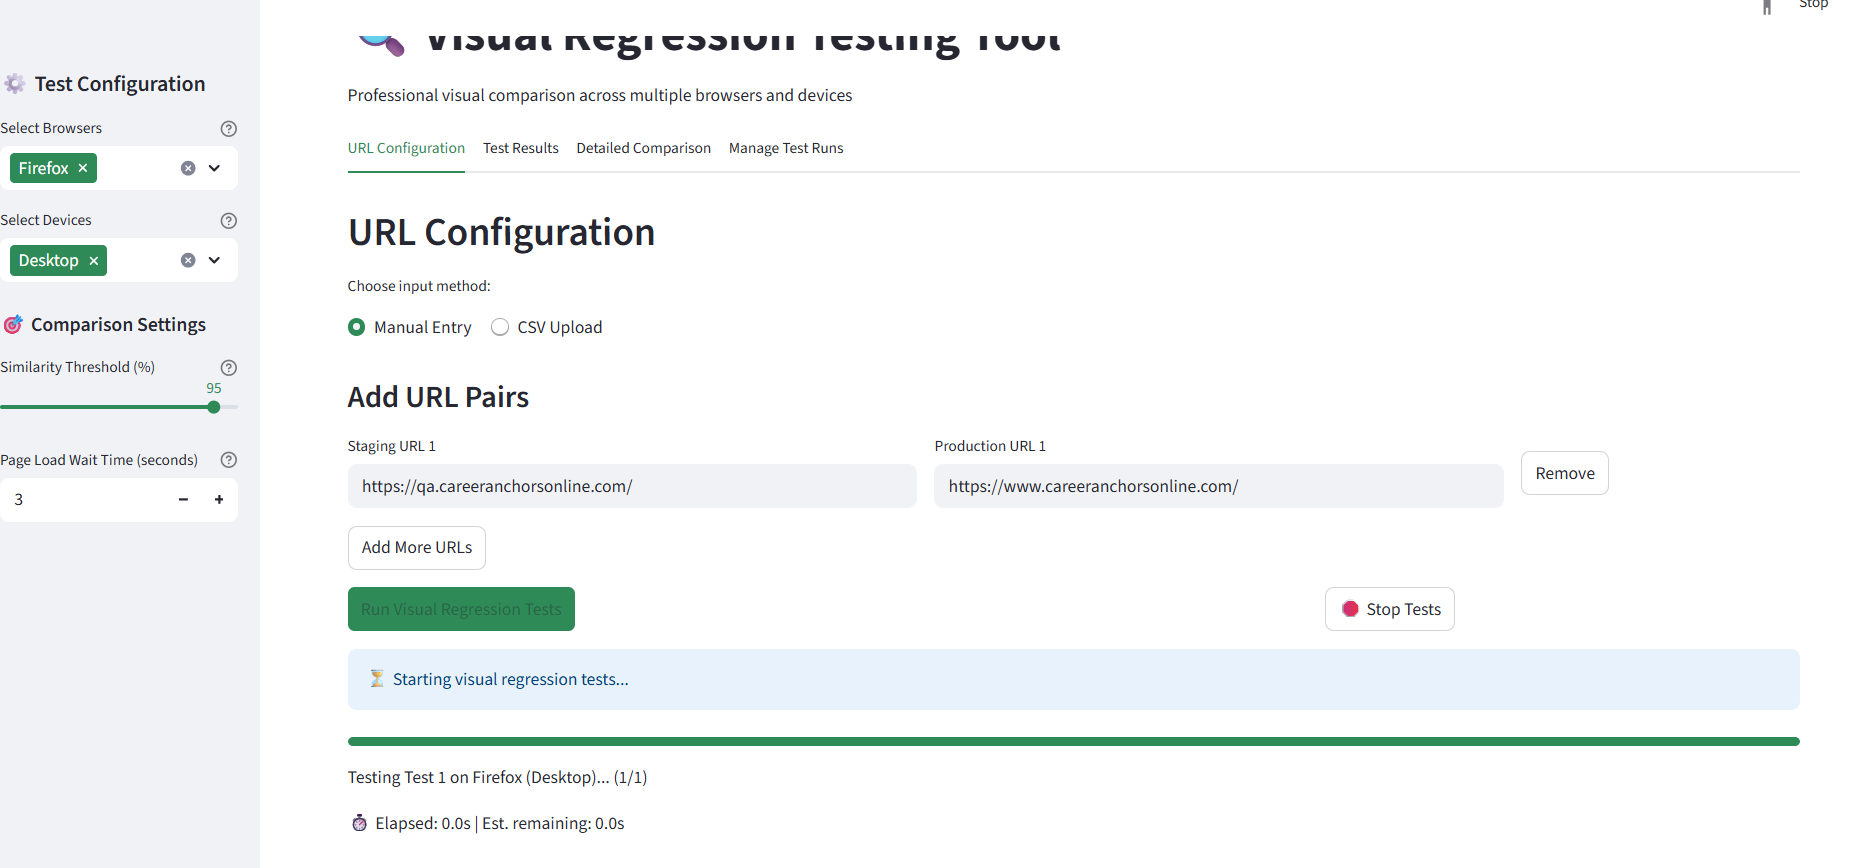 Stop
Test Configuration
Select Browsers
Firefox
Select Devices
Desktop
Comparison Settings
Similarity Threshold (%)
95
Page Load Wait Time (seconds)
3
Visual Regression Testing Tool
Professional visual comparison across multiple browsers and devices
URL Configuration Test Results Detailed Comparison Manage Test Runs
URL Configuration
Choose input method:
Manual Entry CSV Upload
Add URL Pairs
Staging URL 1 Production URL 1
https://qa.careeranchorsonline.com/ https://www.careeranchorsonline.com/ Remove
Add More URLs
Run Visual Regression Tests Stop Tests
Starting visual regression tests...
Testing Test 1 on Firefox (Desktop)... (1/1)
Elapsed: 0.0s | Est. remaining: 0.0s